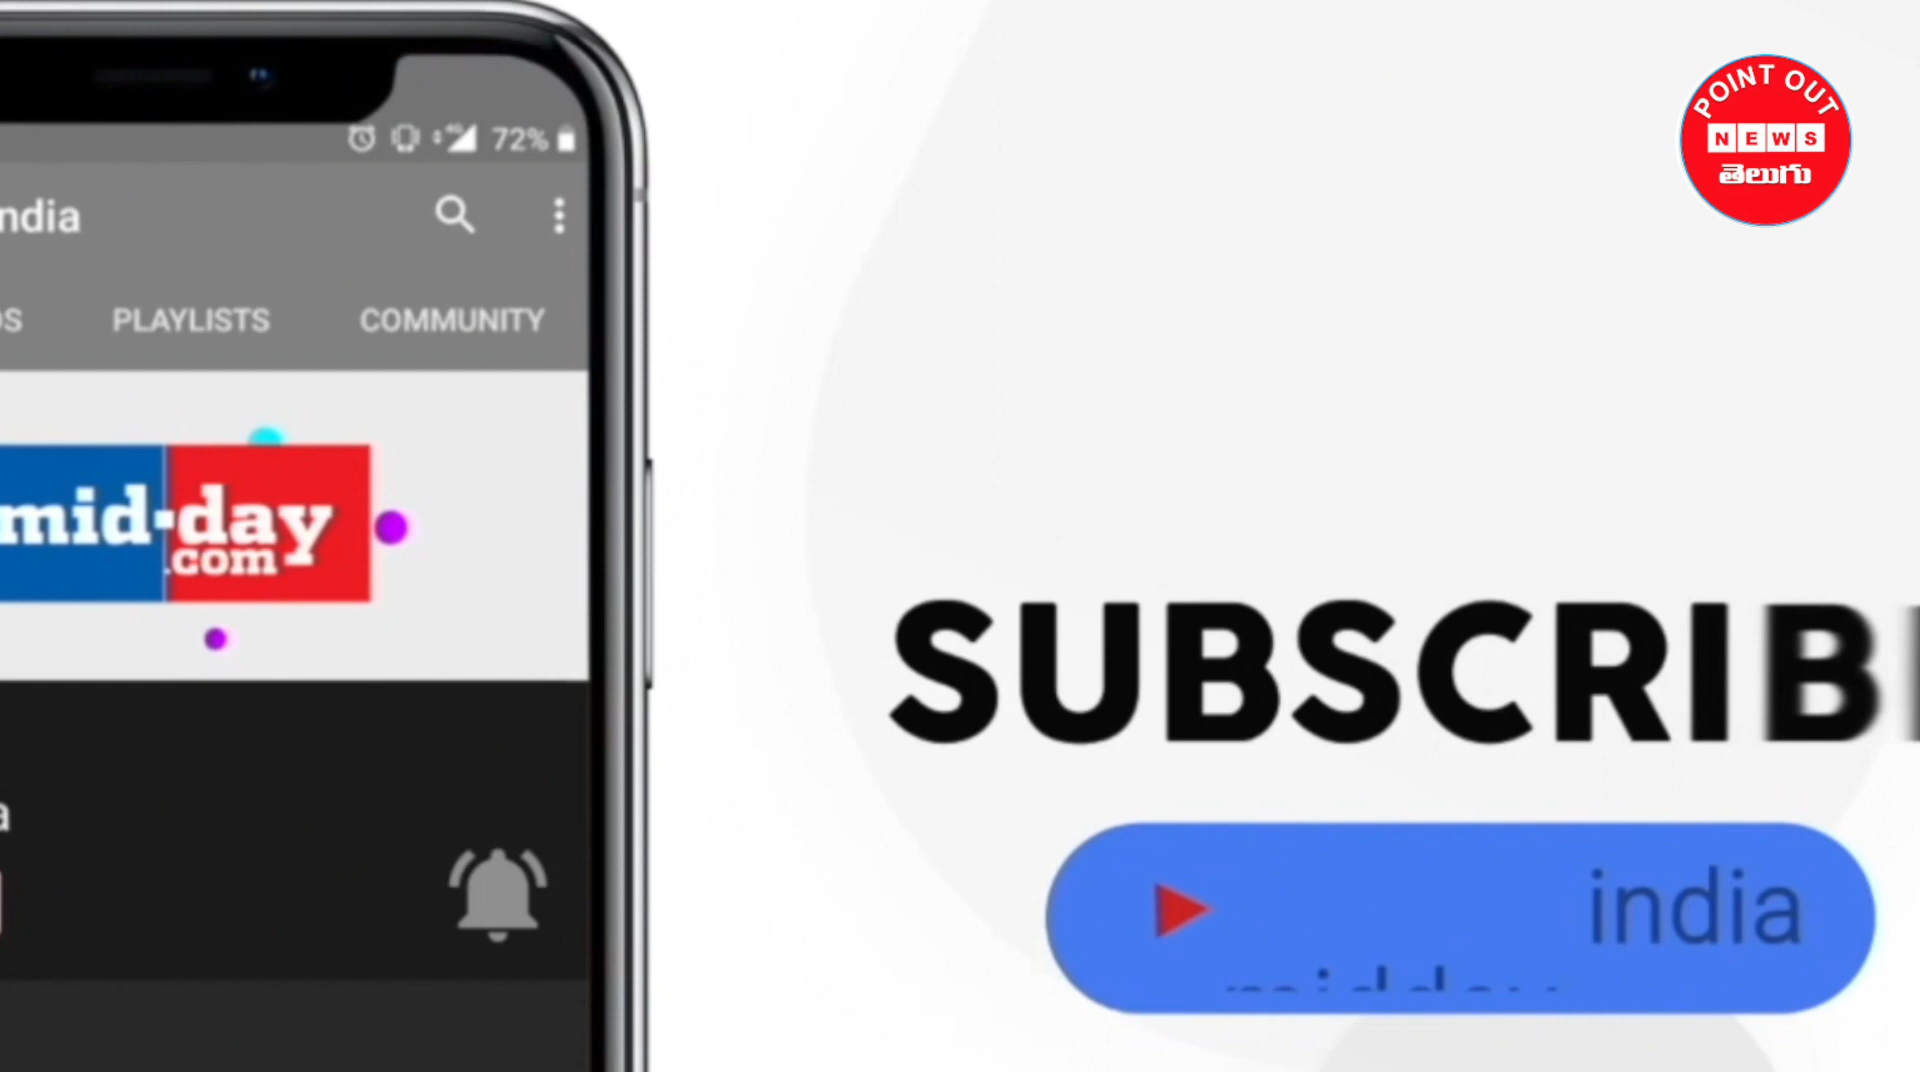 POINT OUT
NEWS
తెలుగు
72%
ndia
PLAYLISTS
COMMUNITY
mid-day
.com
SUBSCRIB
a
india